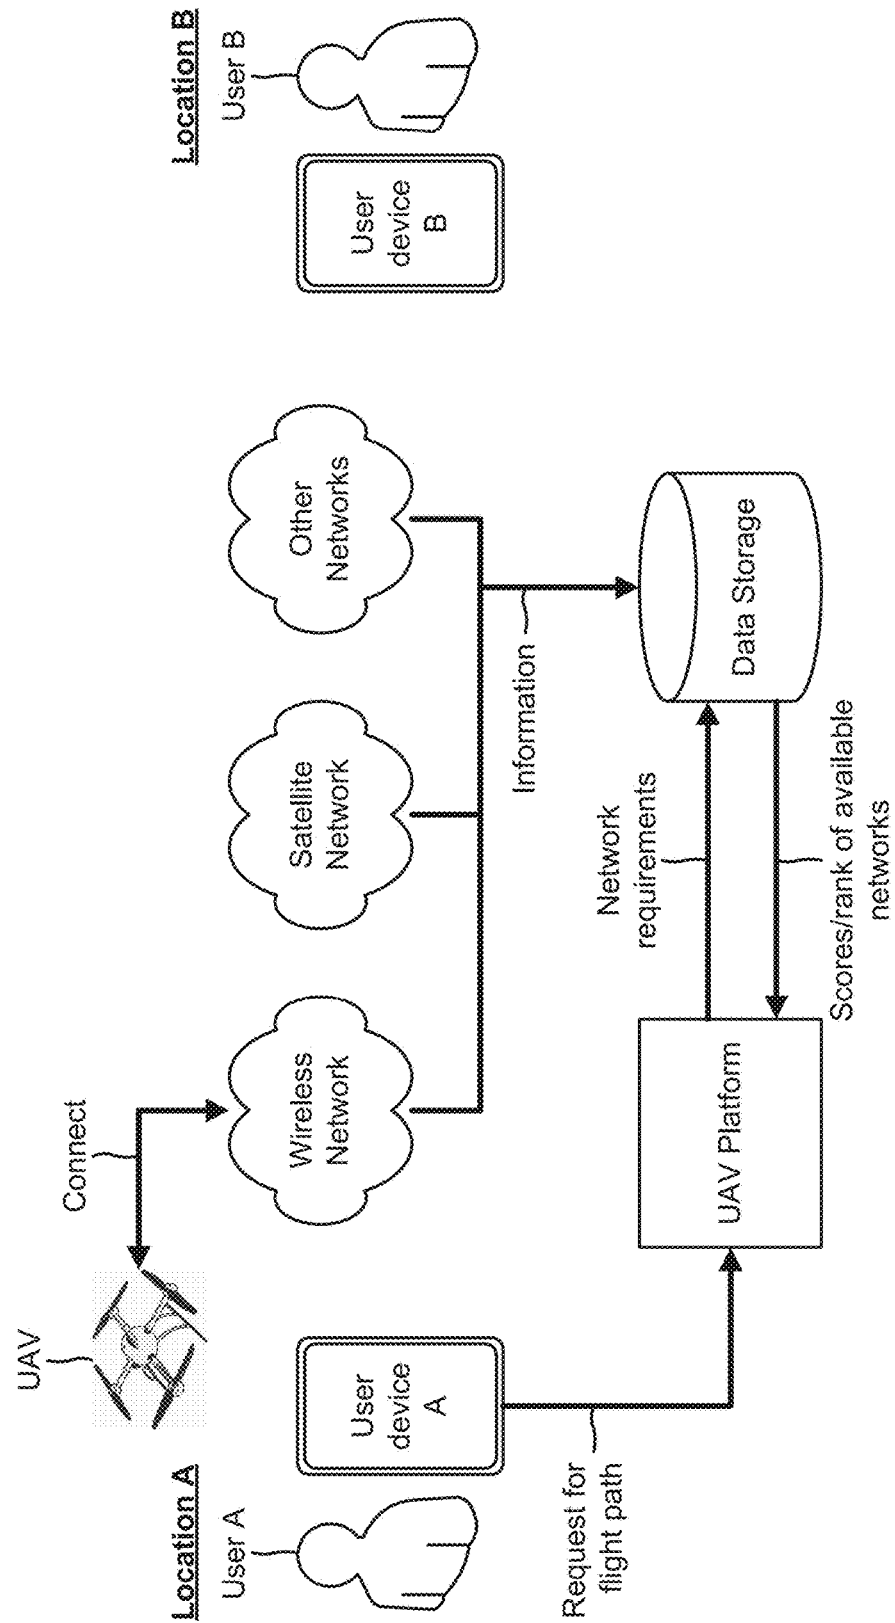 Location A
User A
UAV
Connect
Location B
User B
User
device
A
Wireless
Network
Satellite
Network
Other
Networks
User
device
B
Request for
flight path
Information
Network
requirements
UAV Platform
Data Storage
Scores/rank of available
networks